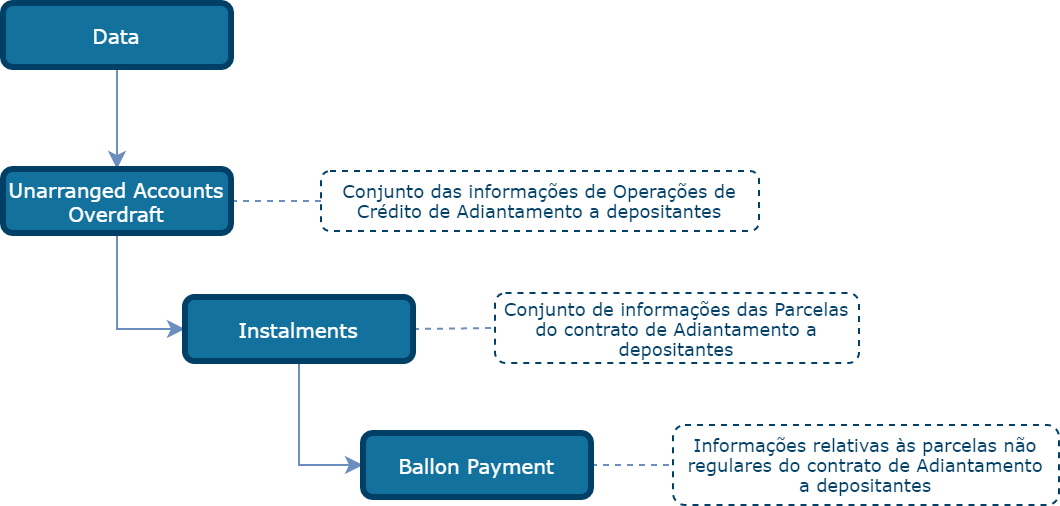 Data
Unarranged Accounts
Overdraft
Conjunto das informações de Operações de
Crédito de Adiantamento a depositantes
Instalments
Conjunto de informações das Parcelas
do contrato de Adiantamento a
depositantes
Ballon Payment
Informações relativas às parcelas não
regulares do contrato de Adiantamento
a depositantes